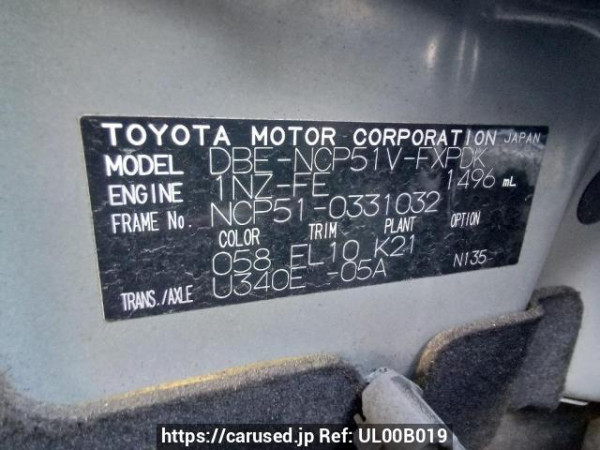 TOYOTA MOTOR CORPORATION JAPAN
MODEL DBE-NCP51V-FXPDK
ENGINE 1NZ-FE 1496 mL
FRAME No. NCP51-0331032
COLOR TRIM PLANT OPTION
058 FL10 K21 N135
TRANS./AXLE U340E -05A
https://carused.jp Ref: UL00B019